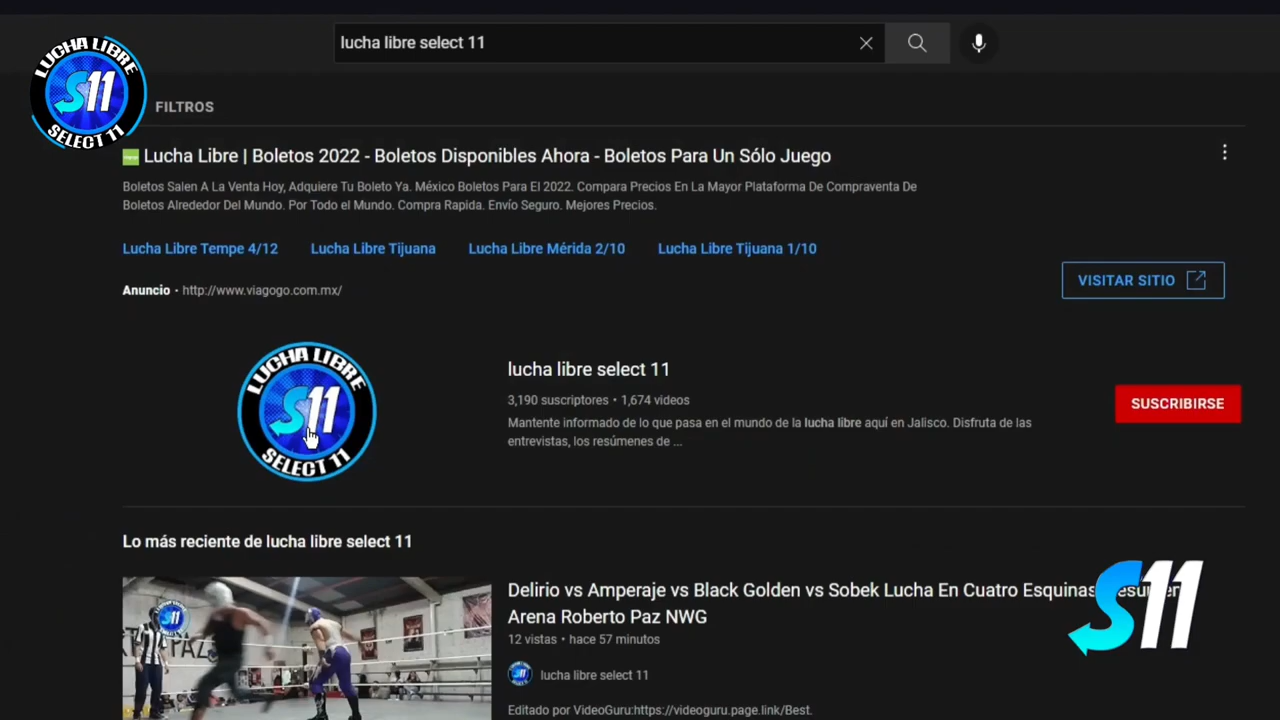 lucha libre select 11
LUCHA LIBRE
S11
SELECT 11
FILTROS
Lucha Libre | Boletos 2022 - Boletos Disponibles Ahora - Boletos Para Un Sólo Juego
Boletos Salen A La Venta Hoy, Adquiere Tu Boleto Ya. México Boletos Para El 2022. Compara Precios En La Mayor Plataforma De Compraventa De
Boletos Alrededor Del Mundo. Por Todo el Mundo. Compra Rapida. Envío Seguro. Mejores Precios.
Lucha Libre Tempe 4/12 Lucha Libre Tijuana Lucha Libre Mérida 2/10 Lucha Libre Tijuana 1/10
VISITAR SITIO
Anuncio · http://www.viagogo.com.mx/
LUCHA LIBRE
S11
SELECT 11
lucha libre select 11
3,190 suscriptores • 1,674 videos
SUSCRIBIRSE
Mantente informado de lo que pasa en el mundo de la lucha libre aquí en Jalisco. Disfruta de las
entrevistas, los resúmenes de ...
Lo más reciente de lucha libre select 11
Delirio vs Amperaje vs Black Golden vs Sobek Lucha En Cuatro Esquinas
Arena Roberto Paz NWG
S11
12 vistas • hace 57 minutos
lucha libre select 11
Editado por VideoGuru:https://videoguru.page.link/Best.
S11